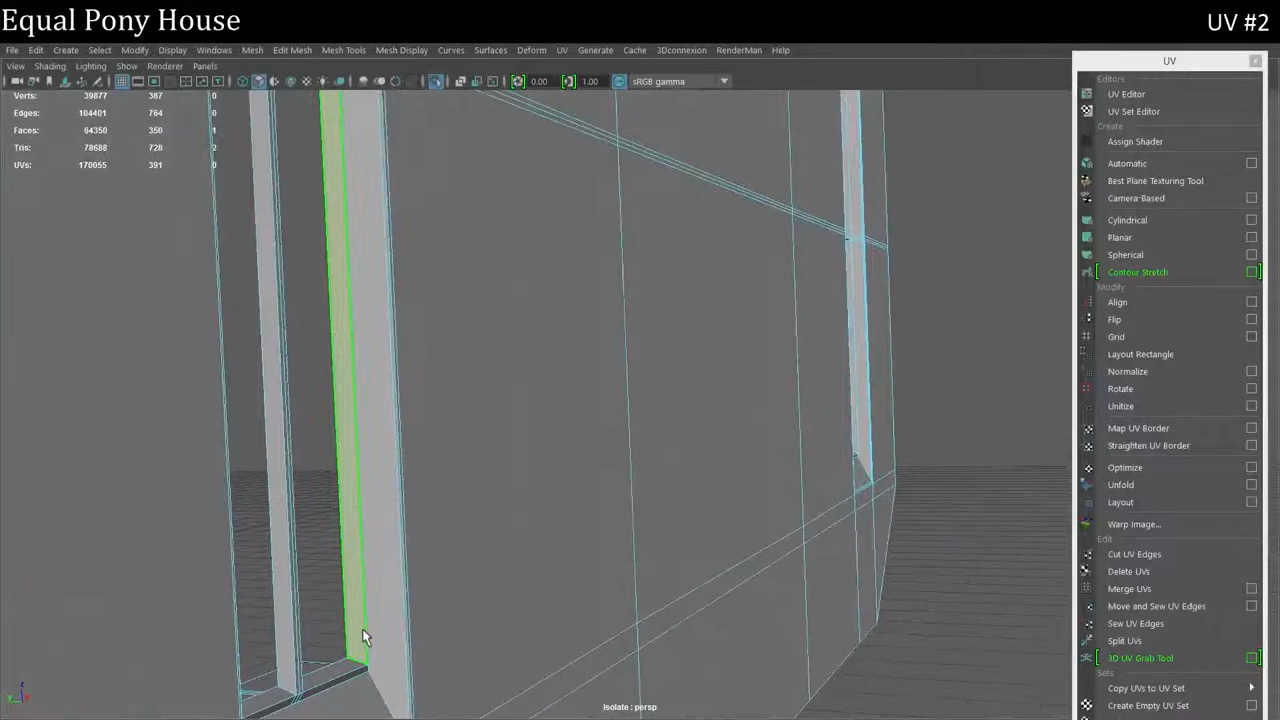 Equal Pony House
UV #2
File Edit Create Select Modify Display Windows Mesh Edit Mesh Mesh Tools Mesh Display Curves Surfaces Deform UV Generate Cache 3Dconnexion RenderMan Help
View Shading Lighting Show Renderer Panels
0.00 1.00 sRGB gamma
Verts: 39877 387 0
Edges: 104401 764 0
Faces: 64350 350 1
Tris: 78688 728 2
UVs: 170055 391 0
Isolate : persp
UV
Editors
UV Editor
UV Set Editor
Create
Assign Shader
Automatic
Best Plane Texturing Tool
Camera-Based
Cylindrical
Planar
Spherical
Contour Stretch
Modify
Align
Flip
Grid
Layout Rectangle
Normalize
Rotate
Unitize
Map UV Border
Straighten UV Border
Optimize
Unfold
Layout
Warp Image...
Edit
Cut UV Edges
Delete UVs
Merge UVs
Move and Sew UV Edges
Sew UV Edges
Split UVs
3D UV Grab Tool
Sets
Copy UVs to UV Set
Create Empty UV Set